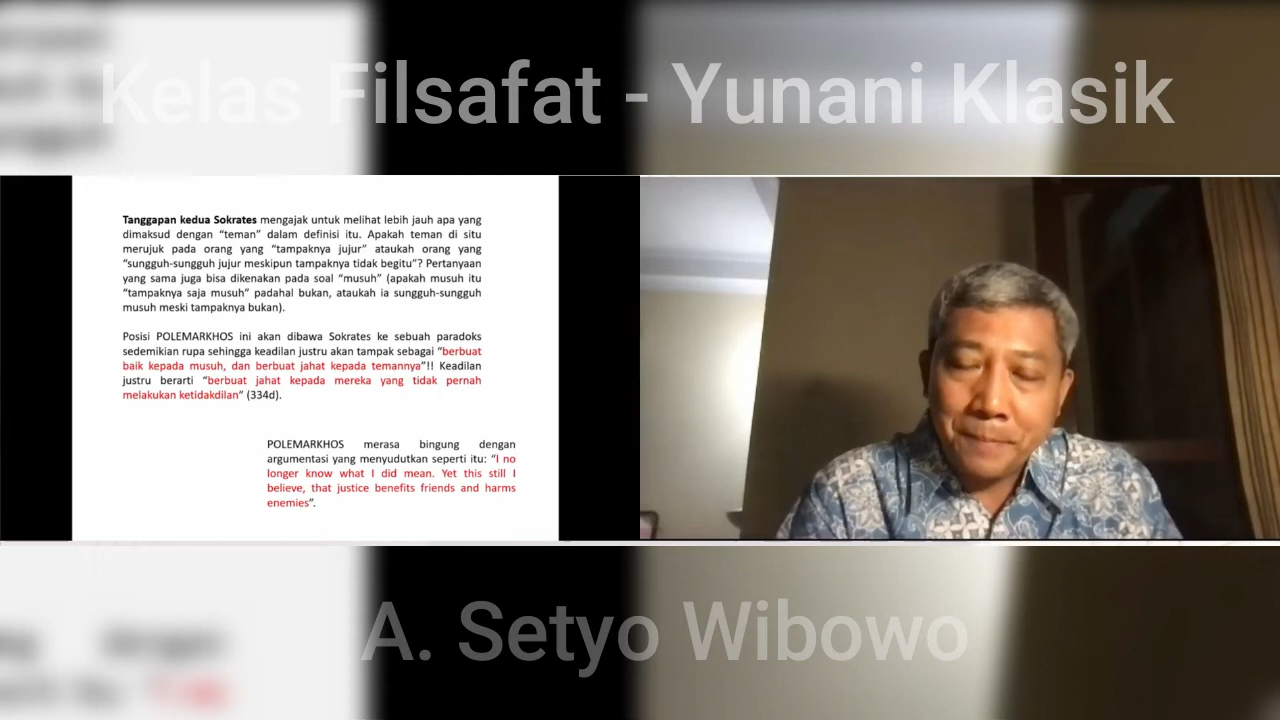 Kelas Filsafat - Yunani Klasik
Tanggapan kedua Sokrates mengajak untuk melihat lebih jauh apa yang
dimaksud dengan “teman” dalam definisi itu. Apakah teman di situ
merujuk pada orang yang “tampaknya jujur” ataukah orang yang
“sungguh-sungguh jujur meskipun tampaknya tidak begitu”? Pertanyaan
yang sama juga bisa dikenakan pada soal “musuh” (apakah musuh itu
“tampaknya saja musuh” padahal bukan, ataukah ia sungguh-sungguh
musuh meski tampaknya bukan).
Posisi POLEMARKHOS ini akan dibawa Sokrates ke sebuah paradoks
sedemikian rupa sehingga keadilan justru akan tampak sebagai “berbuat
baik kepada musuh, dan berbuat jahat kepada temannya”!! Keadilan
justru berarti “berbuat jahat kepada mereka yang tidak pernah
melakukan ketidakdilan” (334d).
POLEMARKHOS merasa bingung dengan
argumentasi yang menyudutkan seperti itu: “I no
longer know what I did mean. Yet this still I
believe, that justice benefits friends and harms
enemies”.
A. Setyo Wibowo